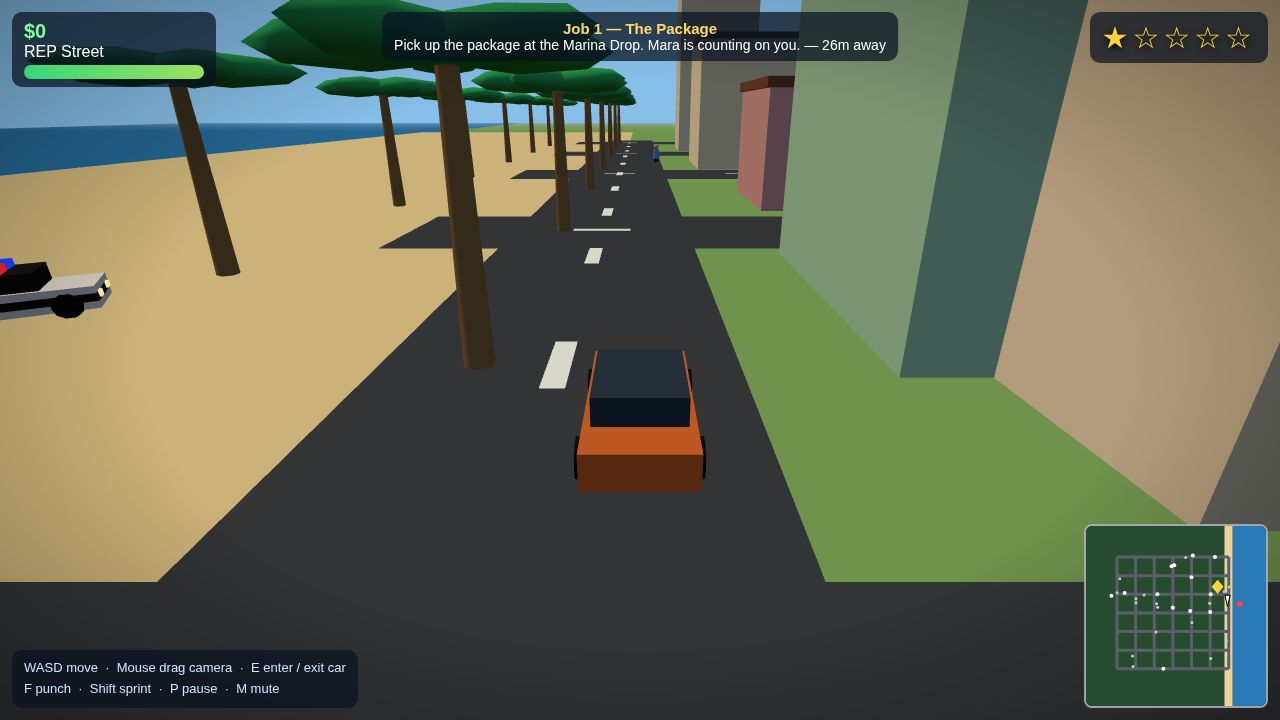 $0
REP Street
Job 1 — The Package
Pick up the package at the Marina Drop. Mara is counting on you. — 26m away
★ ☆ ☆ ☆ ☆
WASD move · Mouse drag camera · E enter / exit car
F punch · Shift sprint · P pause · M mute